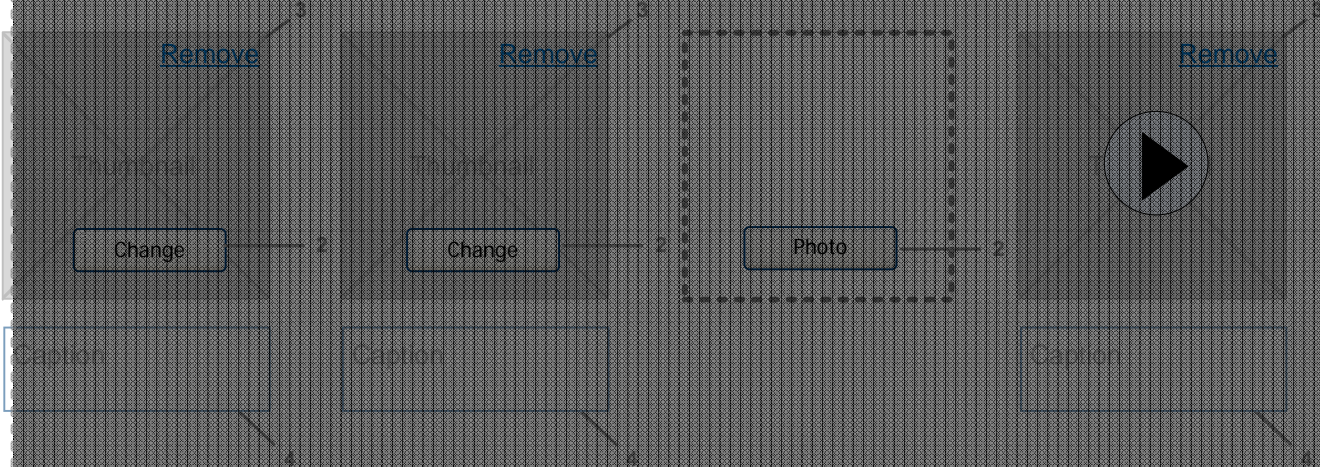 3 3 3
Remove Remove Remove
Thumbnail Thumbnail
Change 2 Change 2 Photo 2
Caption Caption Caption
4 4 4